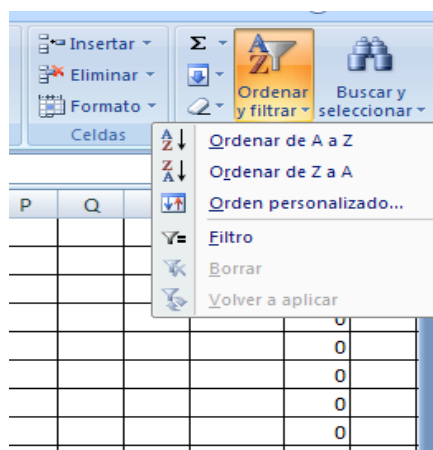 Insertar
Eliminar
Formato
Celdas
Σ
Ordenar
y filtrar
Buscar y
seleccionar
Ordenar de A a Z
Ordenar de Z a A
Orden personalizado...
Filtro
Borrar
Volver a aplicar
P Q
0
0
0
0
0